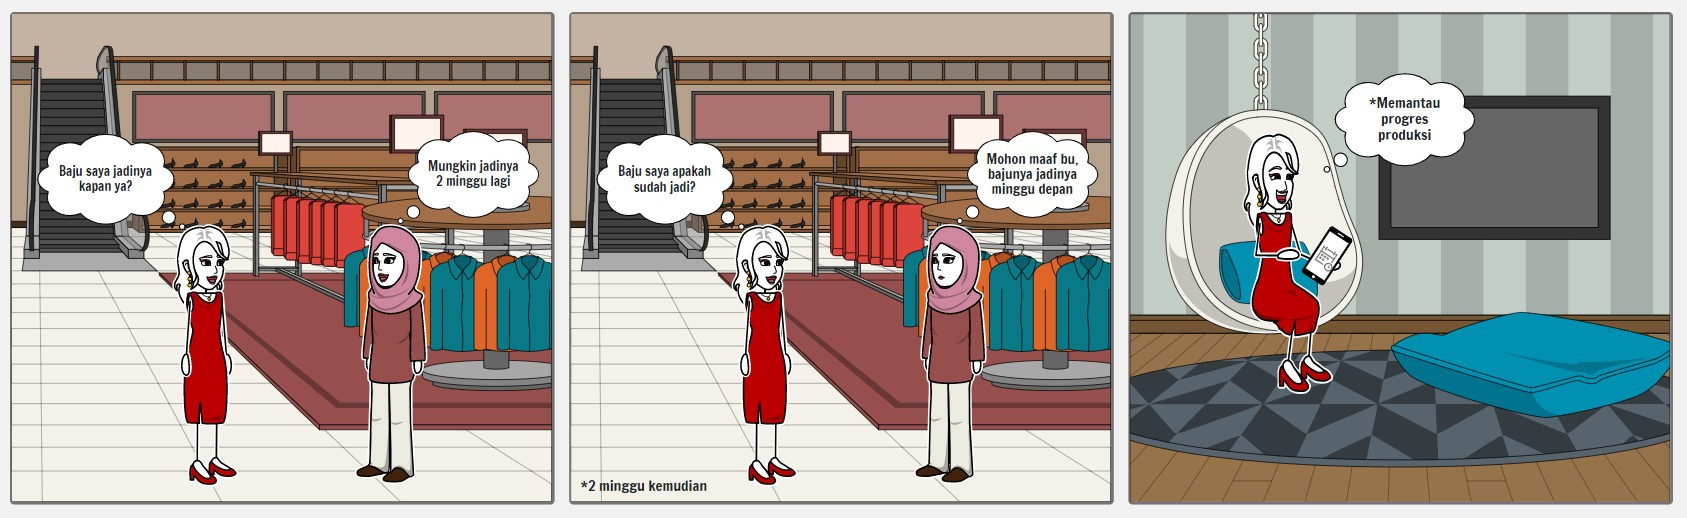 Baju saya jadinya
kapan ya?
Mungkin jadinya
2 minggu lagi
Baju saya apakah
sudah jadi?
Mohon maaf bu,
bajunya jadinya
minggu depan
*2 minggu kemudian
*Memantau
progres
produksi